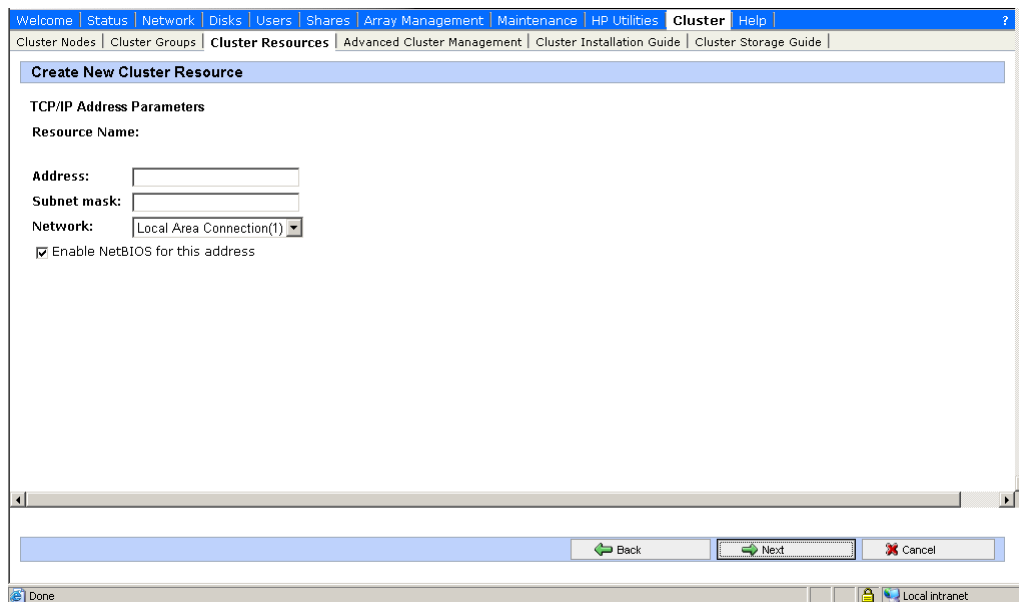 Welcome | Status | Network | Disks | Users | Shares | Array Management | Maintenance | HP Utilities | Cluster | Help | ?
Cluster Nodes | Cluster Groups | Cluster Resources | Advanced Cluster Management | Cluster Installation Guide | Cluster Storage Guide |
Create New Cluster Resource
TCP/IP Address Parameters
Resource Name:
Address:
Subnet mask:
Network: Local Area Connection(1)
Enable NetBIOS for this address
Back Next Cancel
Done Local intranet